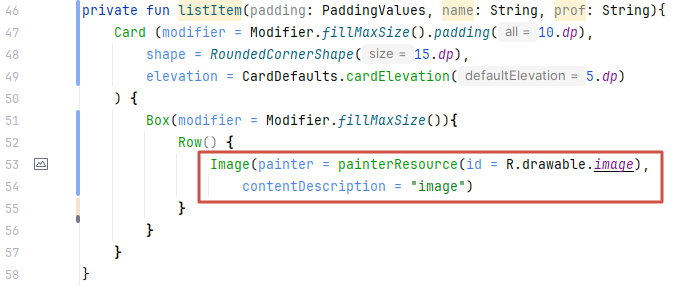 46 private fun listItem(padding: PaddingValues, name: String, prof: String){
47 Card (modifier = Modifier.fillMaxSize().padding( all = 10.dp),
48 shape = RoundedCornerShape( size = 15.dp),
49 elevation = CardDefaults.cardElevation( defaultElevation = 5.dp)
50 ) {
51 Box(modifier = Modifier.fillMaxSize()){
52 Row() {
53 Image(painter = painterResource(id = R.drawable.image),
54 contentDescription = "image")
55 }
56 }
57 }
58 }